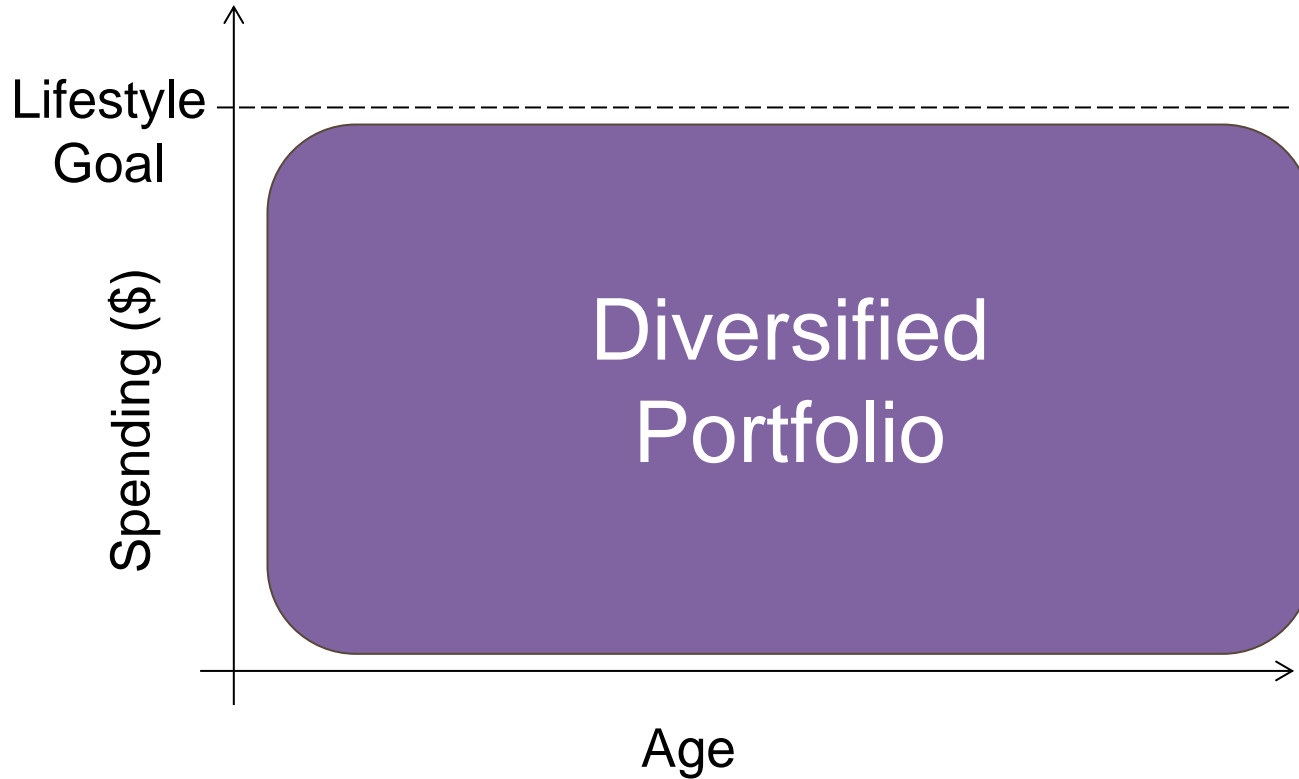 Lifestyle
Goal
Spending ($)
Diversified
Portfolio
Age